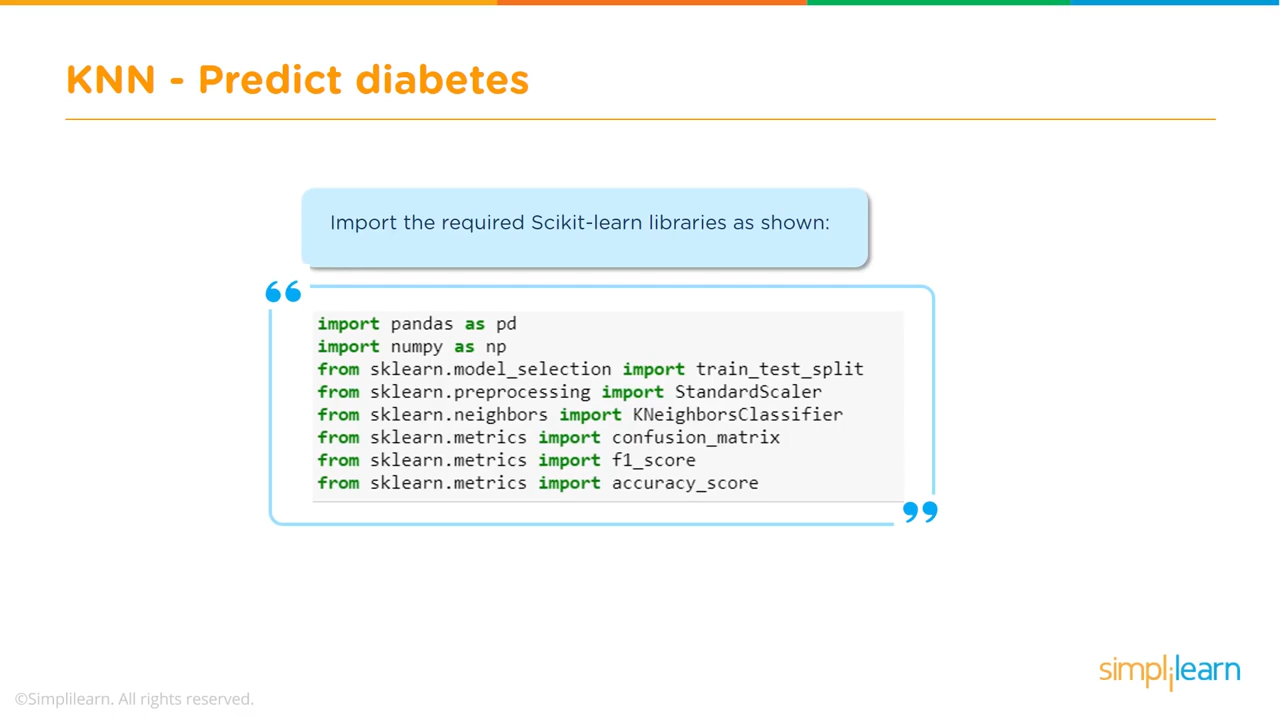 KNN - Predict diabetes
Import the required Scikit-learn libraries as shown:
“
import pandas as pd
import numpy as np
from sklearn.model_selection import train_test_split
from sklearn.preprocessing import StandardScaler
from sklearn.neighbors import KNeighborsClassifier
from sklearn.metrics import confusion_matrix
from sklearn.metrics import f1_score
from sklearn.metrics import accuracy_score
”
simplilearn
©Simplilearn. All rights reserved.